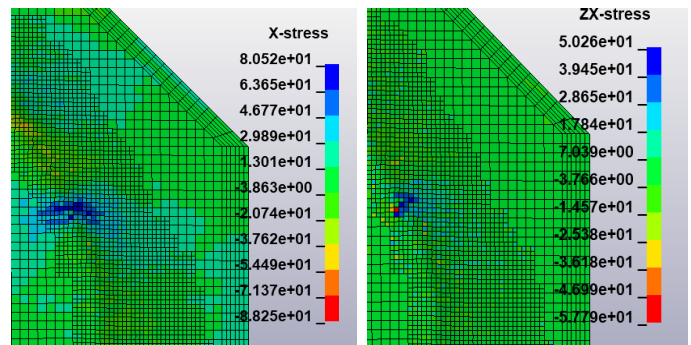 X-stress
8.052e+01
6.365e+01
4.677e+01
2.989e+01
1.301e+01
-3.863e+00
-2.074e+01
-3.762e+01
-5.449e+01
-7.137e+01
-8.825e+01
ZX-stress
5.026e+01
3.945e+01
2.865e+01
1.784e+01
7.039e+00
-3.766e+00
-1.457e+01
-2.538e+01
-3.618e+01
-4.699e+01
-5.779e+01